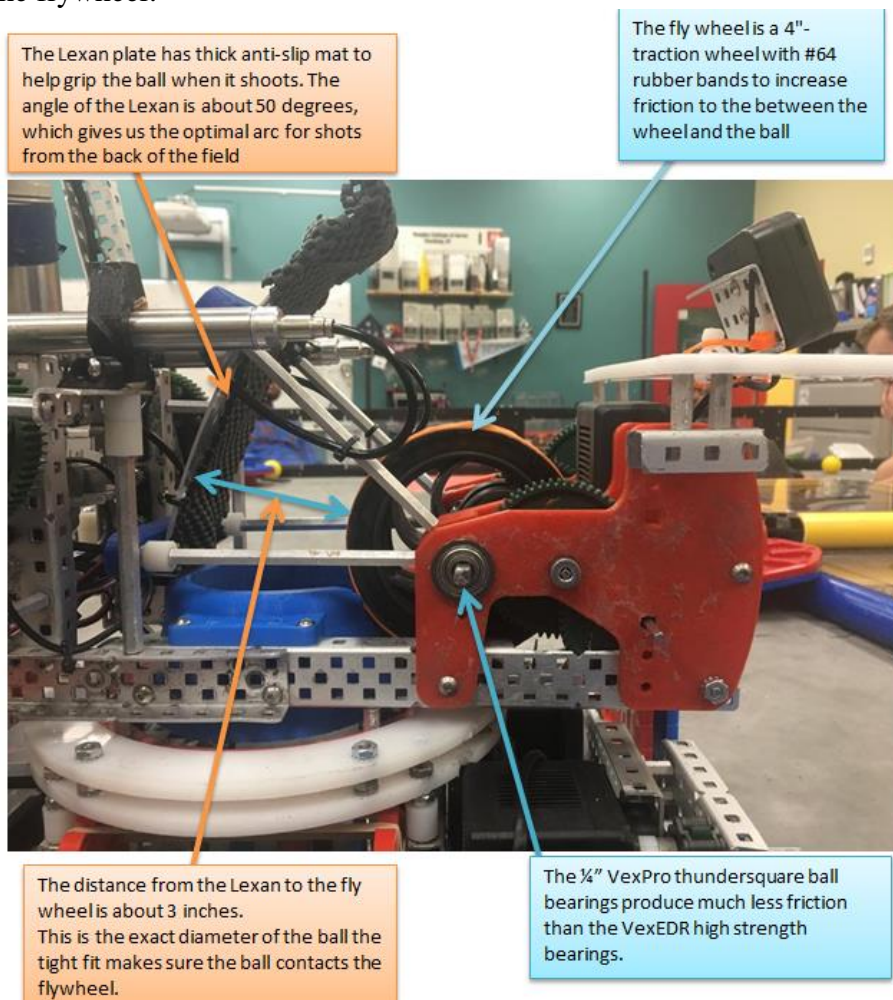 flywheel.
The Lexan plate has thick anti-slip mat to
help grip the ball when it shoots. The
angle of the Lexan is about 50 degrees,
which gives us the optimal arc for shots
from the back of the field
The fly wheel is a 4"-
traction wheel with #64
rubber bands to increase
friction to the between the
wheel and the ball
The distance from the Lexan to the fly
wheel is about 3 inches.
This is the exact diameter of the ball the
tight fit makes sure the ball contacts the
flywheel.
The ¼” VexPro thundersquare ball
bearings produce much less friction
than the VexEDR high strength
bearings.